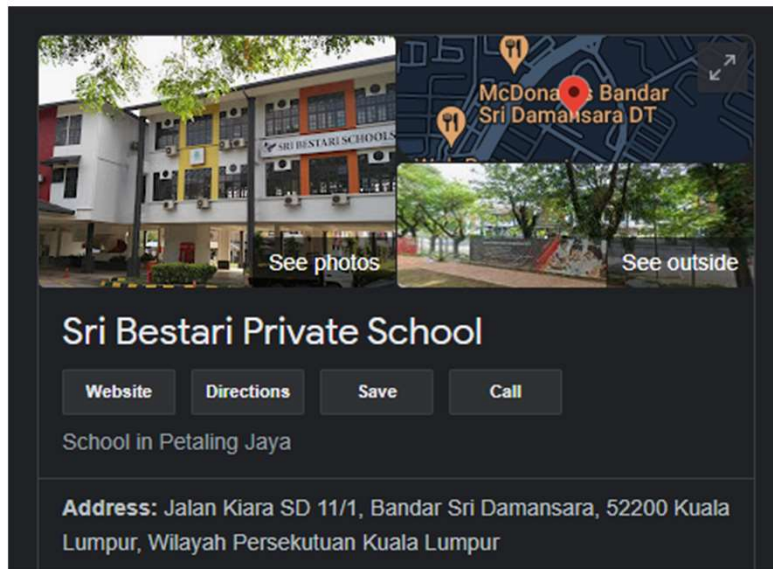 SRI BESTARI SCHOOLS
McDona s Bandar
Sri Damansara DT
See photos
See outside
Sri Bestari Private School
Website
Directions
Save
Call
School in Petaling Jaya
Address: Jalan Kiara SD 11/1, Bandar Sri Damansara, 52200 Kuala
Lumpur, Wilayah Persekutuan Kuala Lumpur